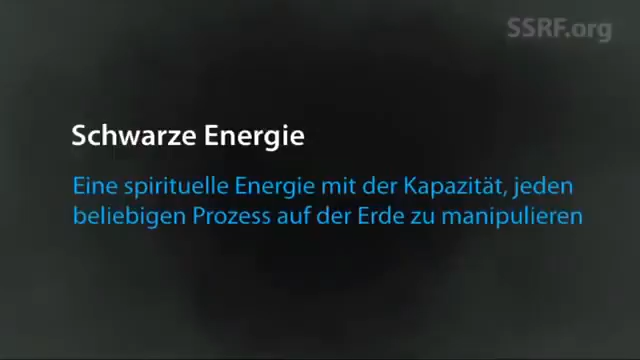 SSRF.org
Schwarze Energie
Eine spirituelle Energie mit der Kapazität, jeden
beliebigen Prozess auf der Erde zu manipulieren